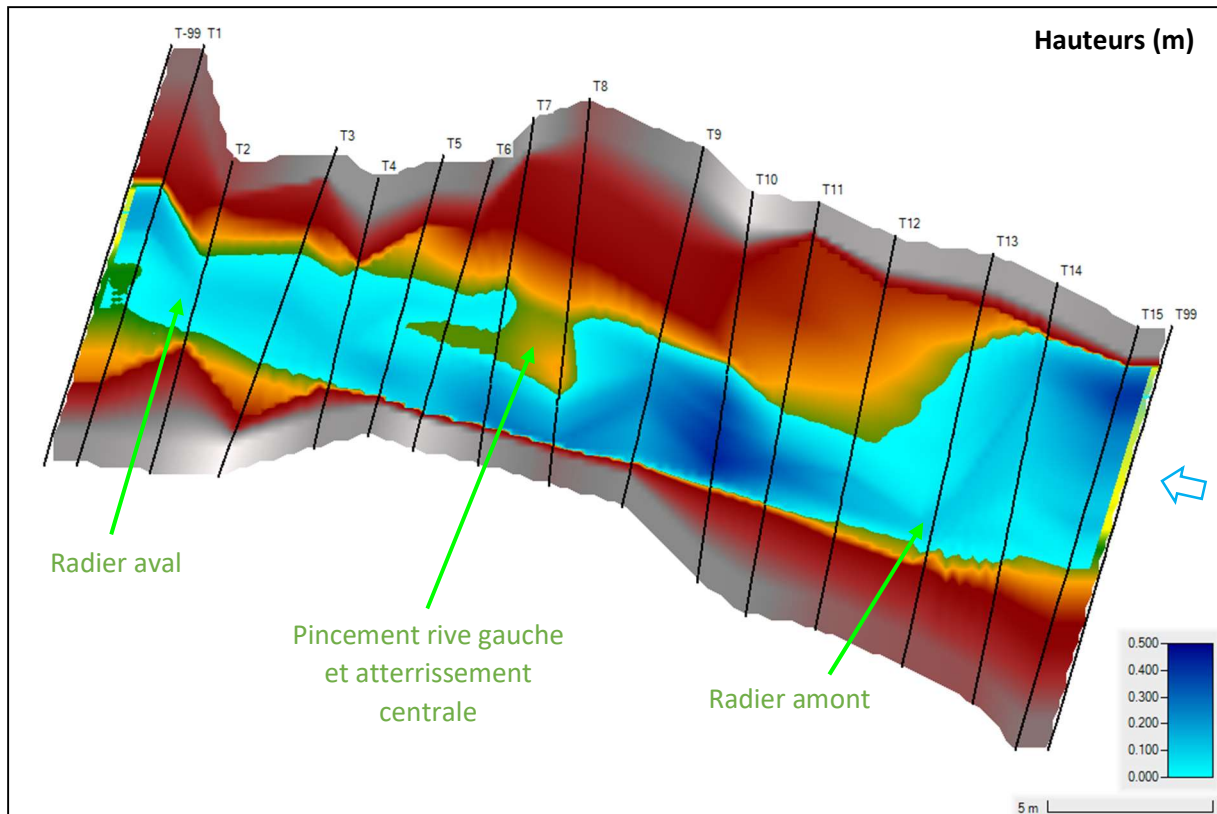 Hauteurs (m)
T-99
T1
T2
T3
T4
T5
T6
T7
T8
T9
T10
T11
T12
T13
T14
T15
T99
Radier aval
Pincement rive gauche
et atterrissement
centrale
Radier amont
0.500
0.400
0.300
0.200
0.100
0.000
5 m